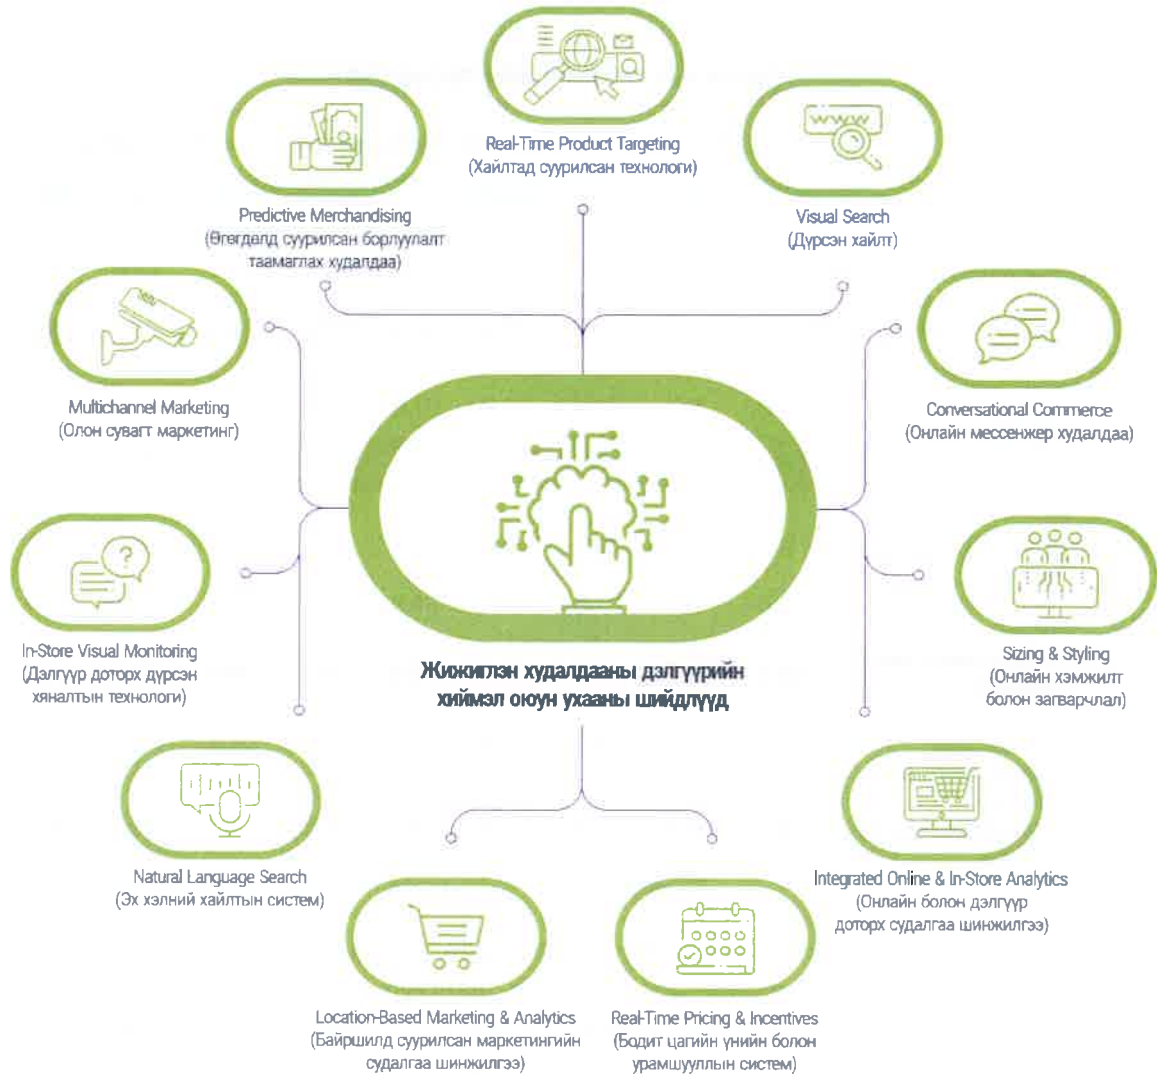 www
Real-Time Product Targeting
(Хайлтад суурилсан технологи)
Predictive Merchandising
(Өгөгдөлд суурилсан борлуулалт
таамаглах худалдаа)
Visual Search
(Дүрсэн хайлт)
Multichannel Marketing
(Олон сувагт маркетинг)
Conversational Commerce
(Онлайн мессенжер худалдаа)
?
In-Store Visual Monitoring
(Дэлгүүр доторх дүрсэн
хяналтын технологи)
Sizing & Styling
(Онлайн хэмжилт
болон загварчлал)
Жижиглэн худалдааны дэлгүүрийн
хиймэл оюун ухааны шийдлүүд
Natural Language Search
(Эх хэлний хайлтын систем)
Integrated Online & In-Store Analytics
(Онлайн болон дэлгүүр
доторх судалгаа шинжилгээ)
Location-Based Marketing & Analytics
(Байршилд суурилсан маркетингийн
судалгаа шинжилгээ)
Real-Time Pricing & Incentives
(Бодит цагийн үнийн болон
урамшууллын систем)